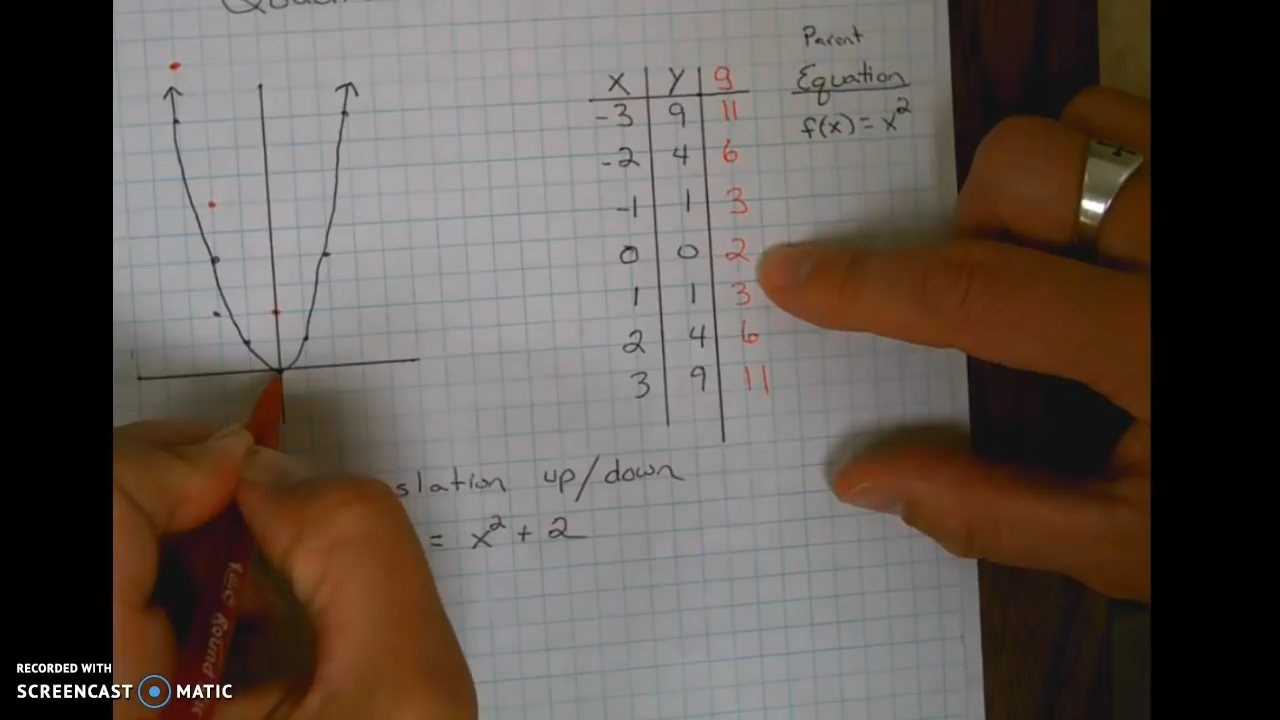 Parent
Equation
f(x) = x²
X Y g
-3 9 11
-2 4 6
-1 1 3
0 0 2
1 1 3
2 4 6
3 9 11
slation up/down
= x² + 2
RECORDED WITH
SCREENCAST MATIC